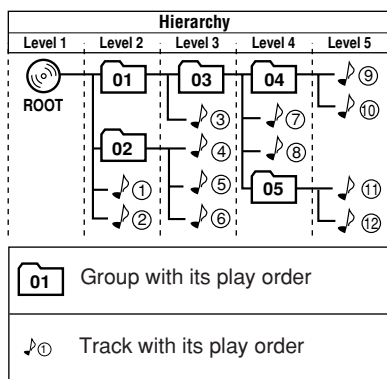 Hierarchy
Level 1 Level 2 Level 3 Level 4 Level 5
01 03 04 ⑨
ROOT ⑩
③ ⑦
02 ④ ⑧
① ⑤ 05 ⑪
② ⑥ ⑫
01 Group with its play order
① Track with its play order